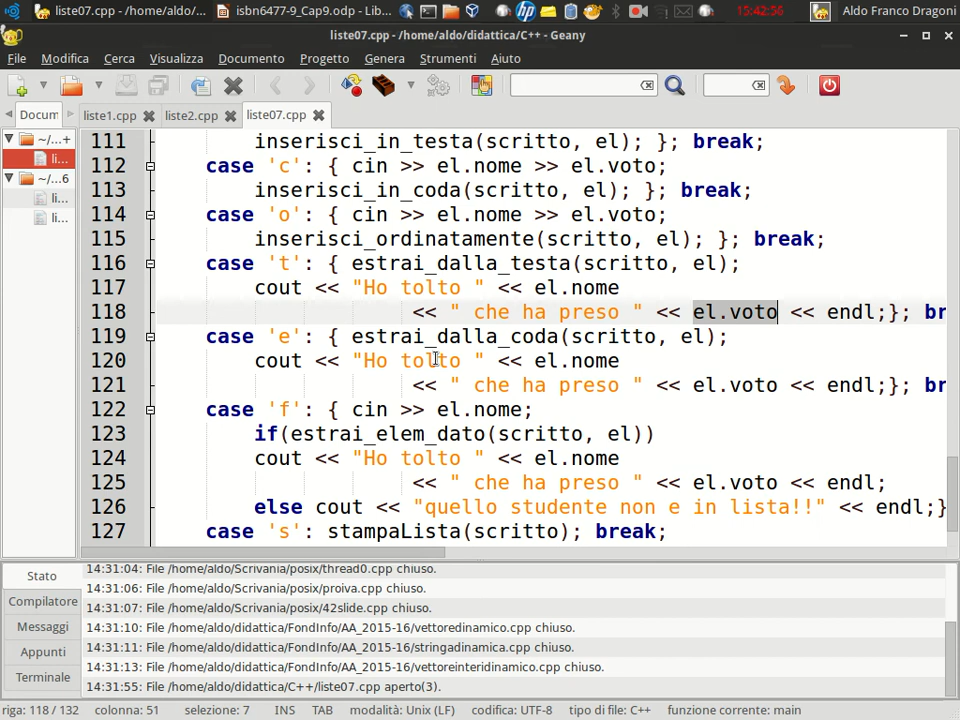 liste07.cpp - /home/aldo/...
isbn6477-9_Cap9.odp - Lib...
15:42:56
Aldo Franco Dragoni
liste07.cpp - /home/aldo/didattica/C++ - Geany
File Modifica Cerca Visualizza Documento Progetto Genera Strumenti Aiuto
Docum
liste1.cpp
liste2.cpp
liste07.cpp
~/...+
li...
~/...6
li...
li...
111 inserisci_in_testa(scritto, el); }; break;
112 case 'c': { cin >> el.nome >> el.voto;
113 inserisci_in_coda(scritto, el); }; break;
114 case 'o': { cin >> el.nome >> el.voto;
115 inserisci_ordinatamente(scritto, el); }; break;
116 case 't': { estrai_dalla_testa(scritto, el);
117 cout << "Ho tolto " << el.nome
118 << " che ha preso " << el.voto << endl;}; br
119 case 'e': { estrai_dalla_coda(scritto, el);
120 cout << "Ho tolto " << el.nome
121 << " che ha preso " << el.voto << endl;}; br
122 case 'f': { cin >> el.nome;
123 if(estrai_elem_dato(scritto, el))
124 cout << "Ho tolto " << el.nome
125 << " che ha preso " << el.voto << endl;
126 else cout << "quello studente non e in lista!!" << endl;}
127 case 's': stampaLista(scritto); break;
Stato
Compilatore
Messaggi
Appunti
Terminale
14:31:04: File /home/aldo/Scrivania/posix/thread0.cpp chiuso.
14:31:06: File /home/aldo/Scrivania/posix/proiva.cpp chiuso.
14:31:07: File /home/aldo/Scrivania/posix/42slide.cpp chiuso.
14:31:10: File /home/aldo/didattica/FondInfo/AA_2015-16/vettoredinamico.cpp chiuso.
14:31:11: File /home/aldo/didattica/FondInfo/AA_2015-16/stringadinamica.cpp chiuso.
14:31:13: File /home/aldo/didattica/FondInfo/AA_2015-16/vettoreinteridinamico.cpp chiuso.
14:31:55: File /home/aldo/didattica/C++/liste07.cpp aperto(3).
riga: 118 / 132 colonna: 51 selezione: 7 INS TAB modalità: Unix (LF) codifica: UTF-8 tipo di file: C++ funzione corrente: main